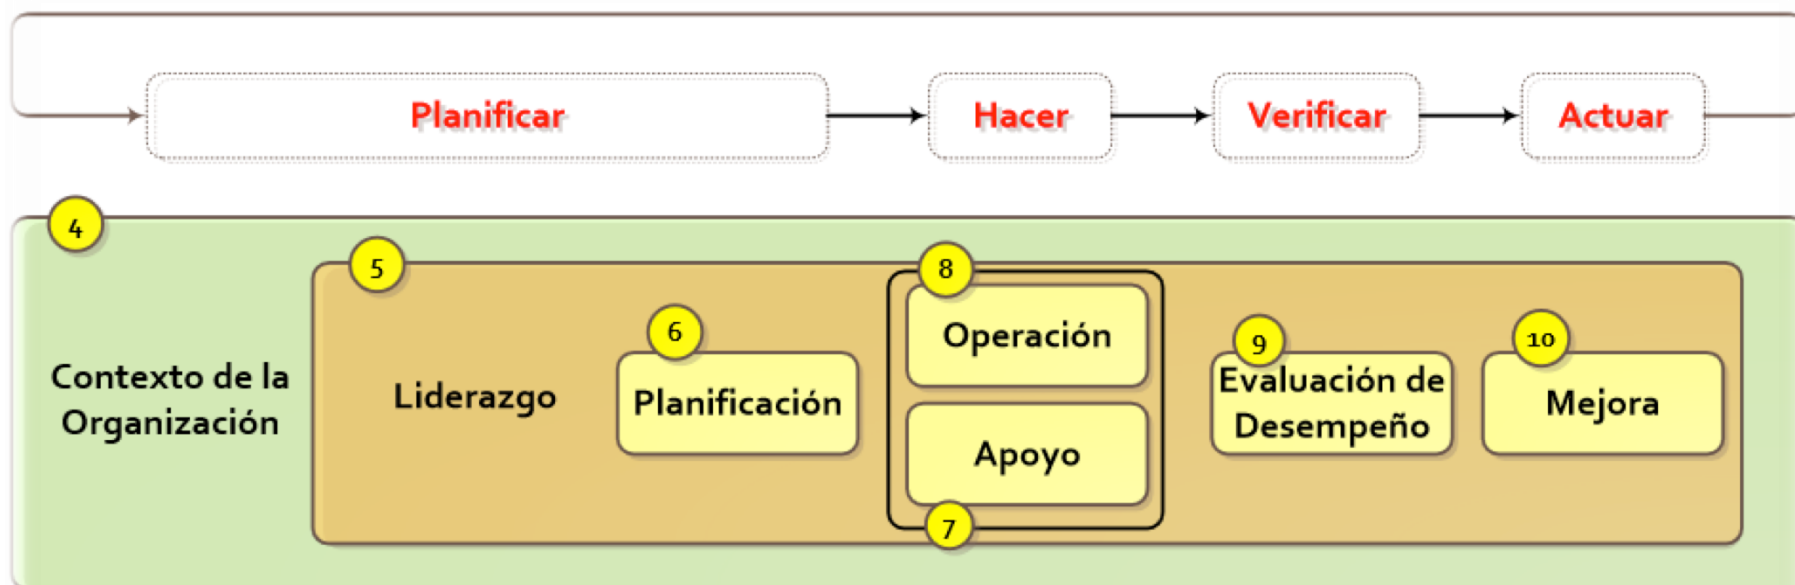 Planificar
Hacer
Verificar
Actuar
4
5
8
6
9
10
Contexto de la
Organización
Liderazgo
Planificación
Operación
Apoyo
7
Evaluación de
Desempeño
Mejora